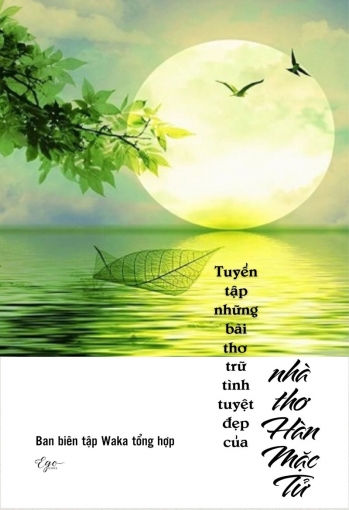 Tuyển
tập
những
bài
thơ
trữ
tình
tuyệt
đẹp
của
nhà
thơ
Hàn
Mặc
Tử
Ban biên tập Waka tổng hợp
Ego